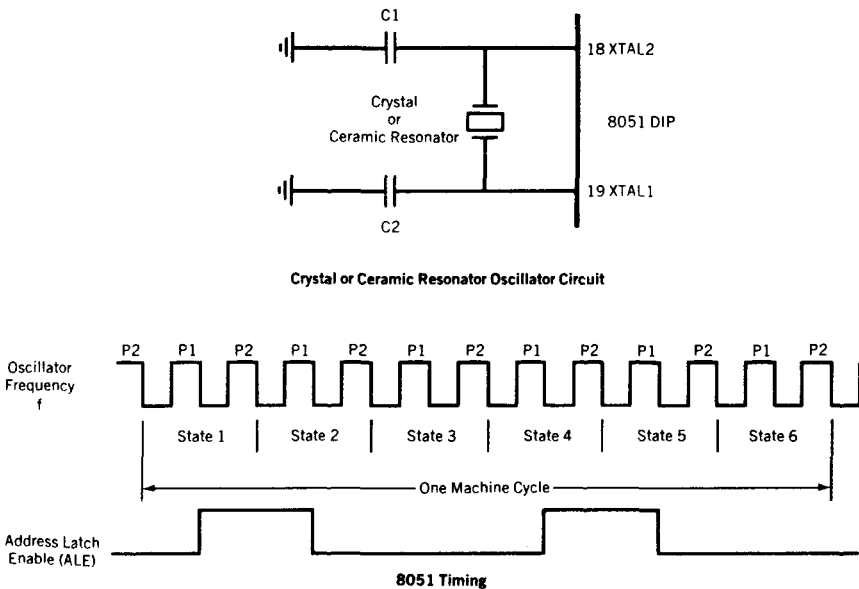 C1
18 XTAL2
Crystal
or
Ceramic Resonator
8051 DIP
19 XTAL1
C2
Crystal or Ceramic Resonator Oscillator Circuit
P2 P1 P2 P1 P2 P1 P2 P1 P2 P1 P2 P1 P2
Oscillator
Frequency
f
State 1 State 2 State 3 State 4 State 5 State 6
One Machine Cycle
Address Latch
Enable (ALE)
8051 Timing